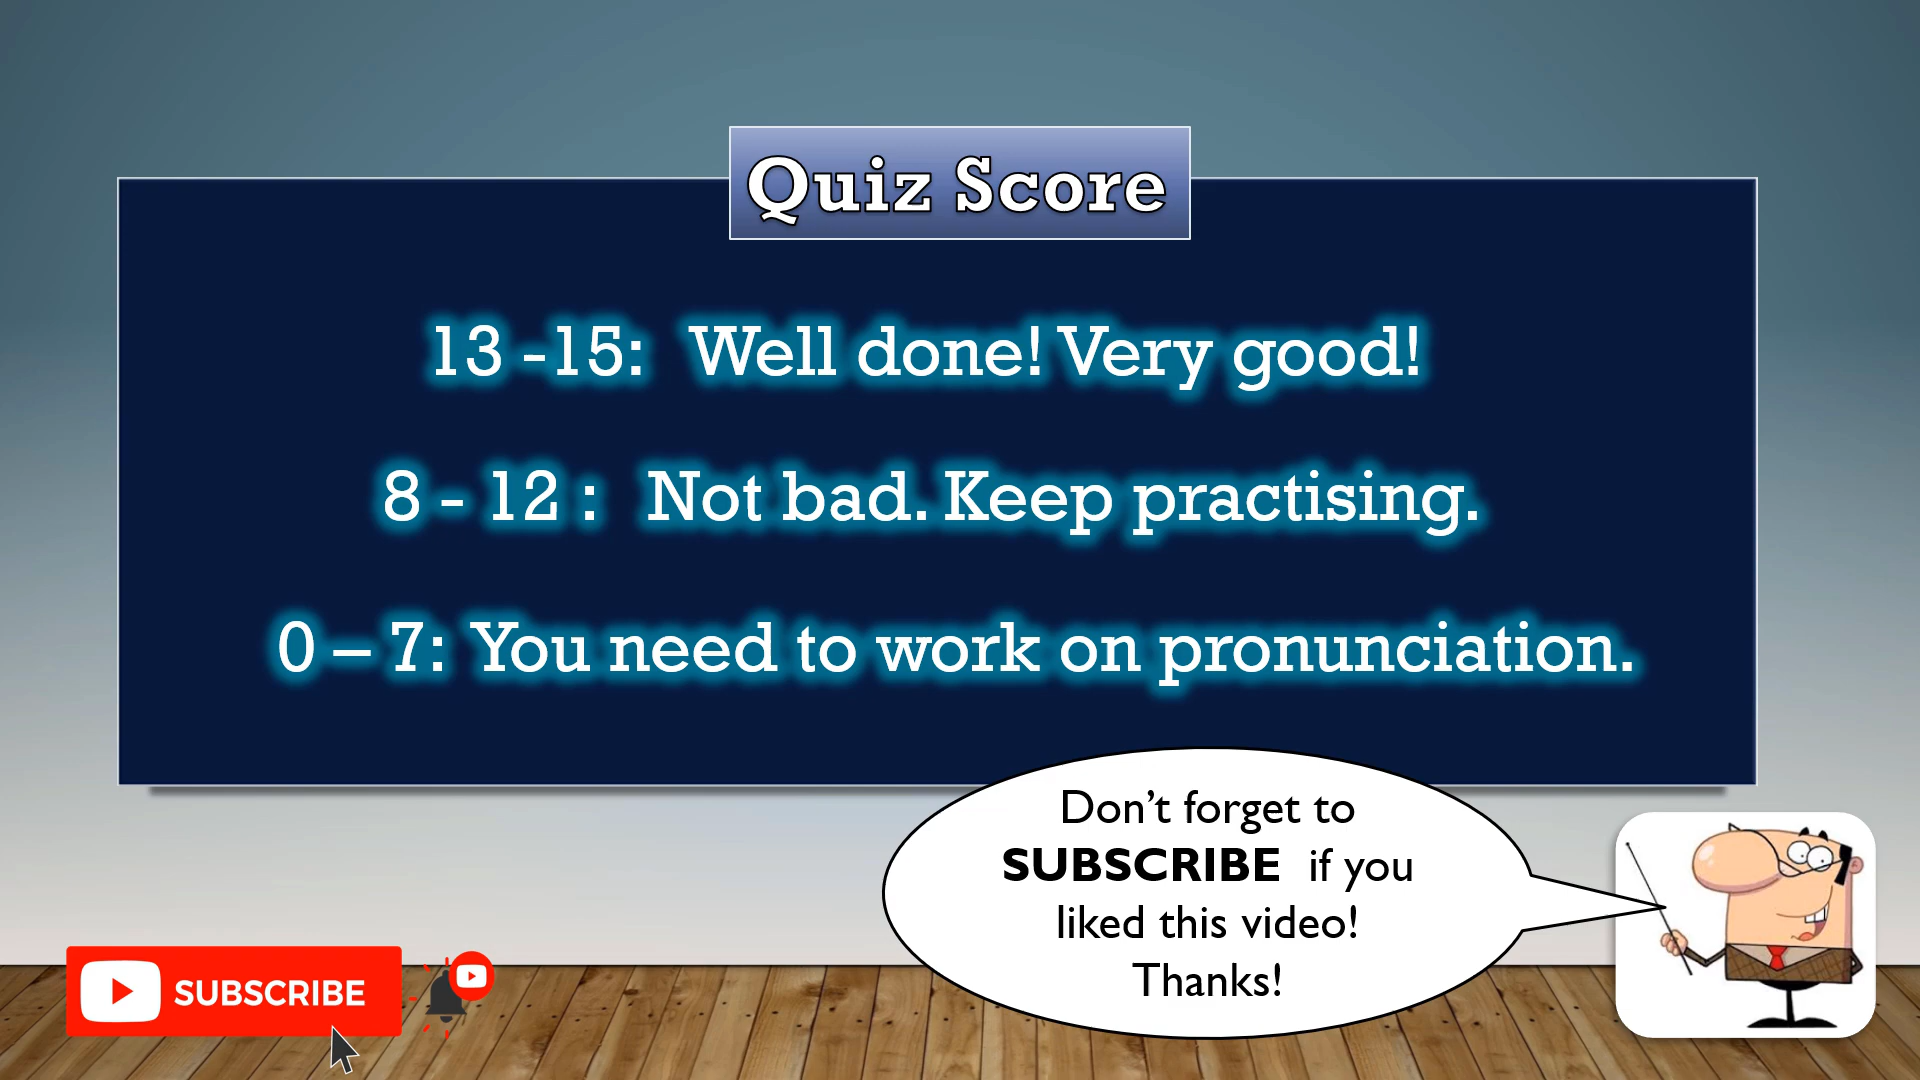 Quiz Score
13 -15: Well done! Very good!
8 - 12 : Not bad. Keep practising.
0 – 7: You need to work on pronunciation.
Don’t forget to
SUBSCRIBE if you
liked this video!
Thanks!
SUBSCRIBE